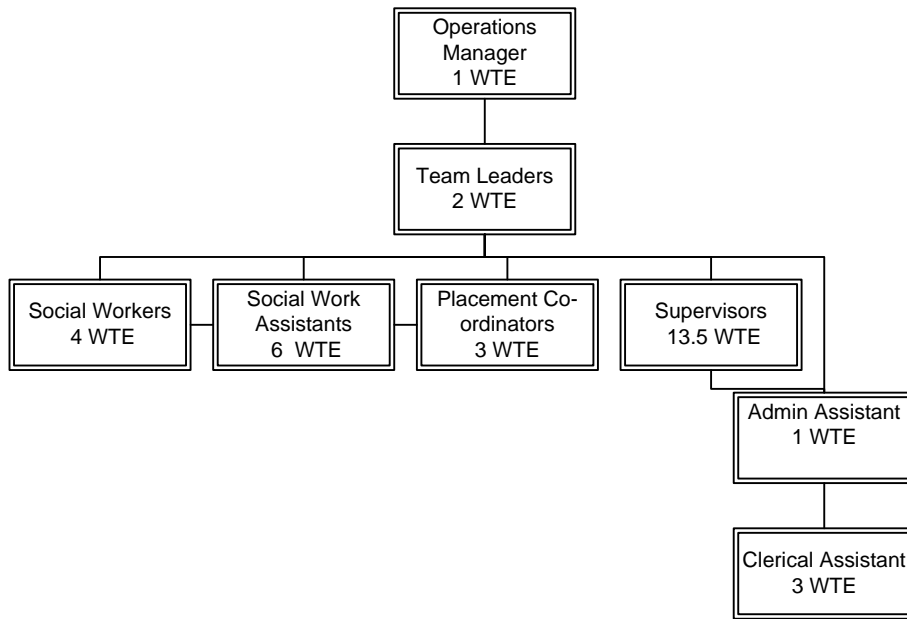 Operations
Manager
1 WTE
Team Leaders
2 WTE
Social Workers
4 WTE
Social Work
Assistants
6 WTE
Placement Co-
ordinators
3 WTE
Supervisors
13.5 WTE
Admin Assistant
1 WTE
Clerical Assistant
3 WTE